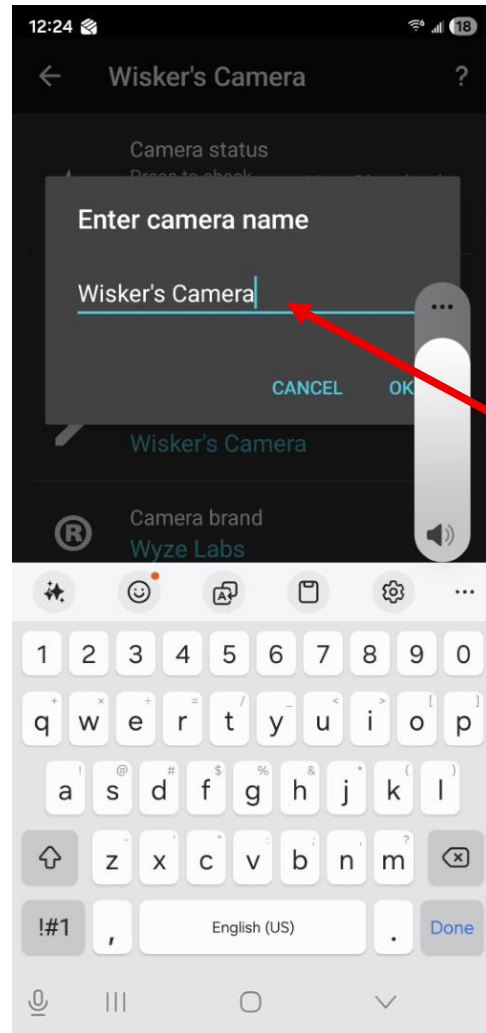 12:24
18
Wisker's Camera ?
Camera status
Enter camera name
Wisker's Camera
CANCEL OK
Wisker's Camera
® Camera brand
Wyze Labs
1 2 3 4 5 6 7 8 9 0
q w e r t y u i o p
a s d f g h j k l
z x c v b n m
!#1 , English (US) . Done